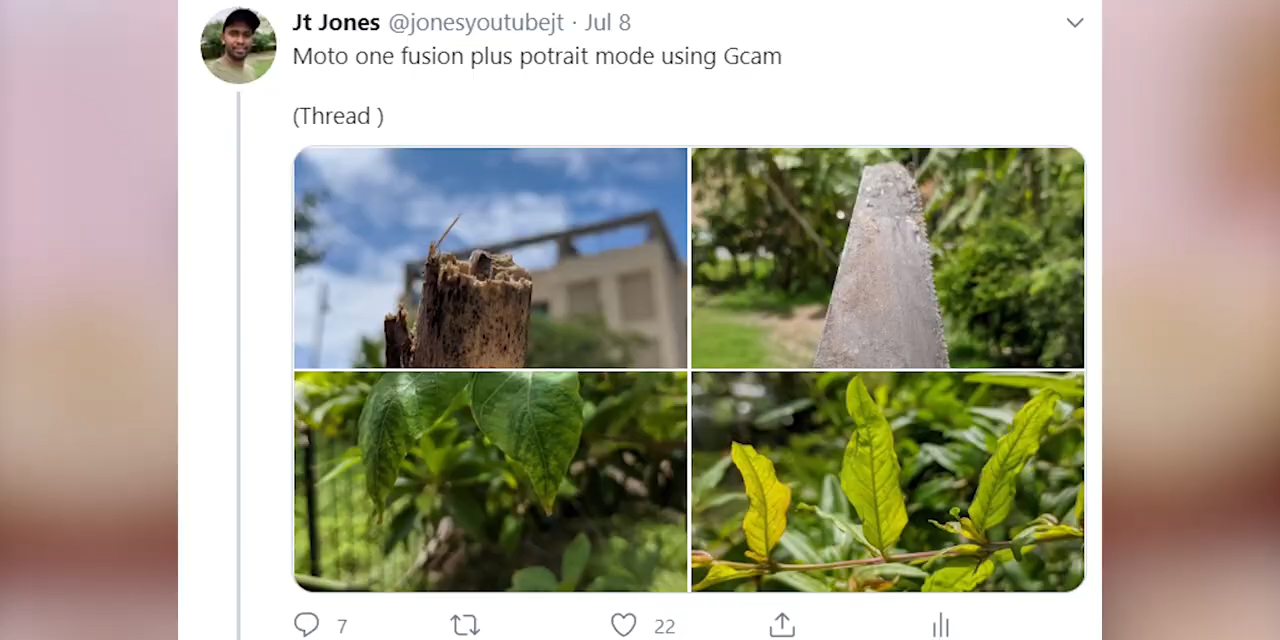 Jt Jones @jonesyoutubejt · Jul 8
Moto one fusion plus potrait mode using Gcam
(Thread )
7
22